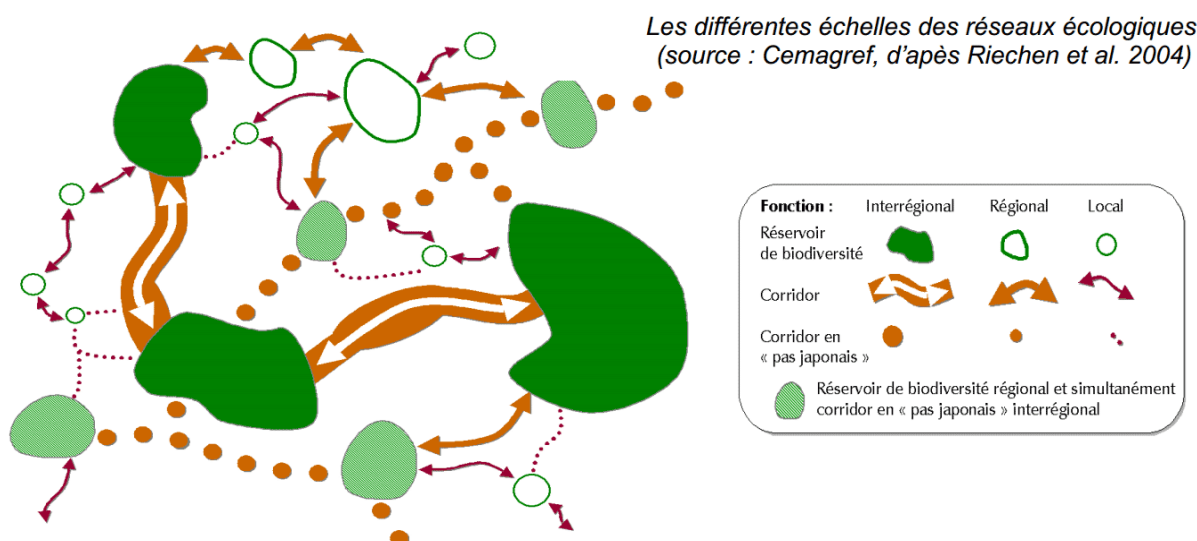 Les différentes échelles des réseaux écologiques
(source : Cemagref, d'apès Riechen et al. 2004)
Fonction : Interrégional Régional Local
Réservoir
de biodiversité
Corridor
Corridor en
« pas japonais »
Réservoir de biodiversité régional et simultanément
corridor en « pas japonais » interrégional